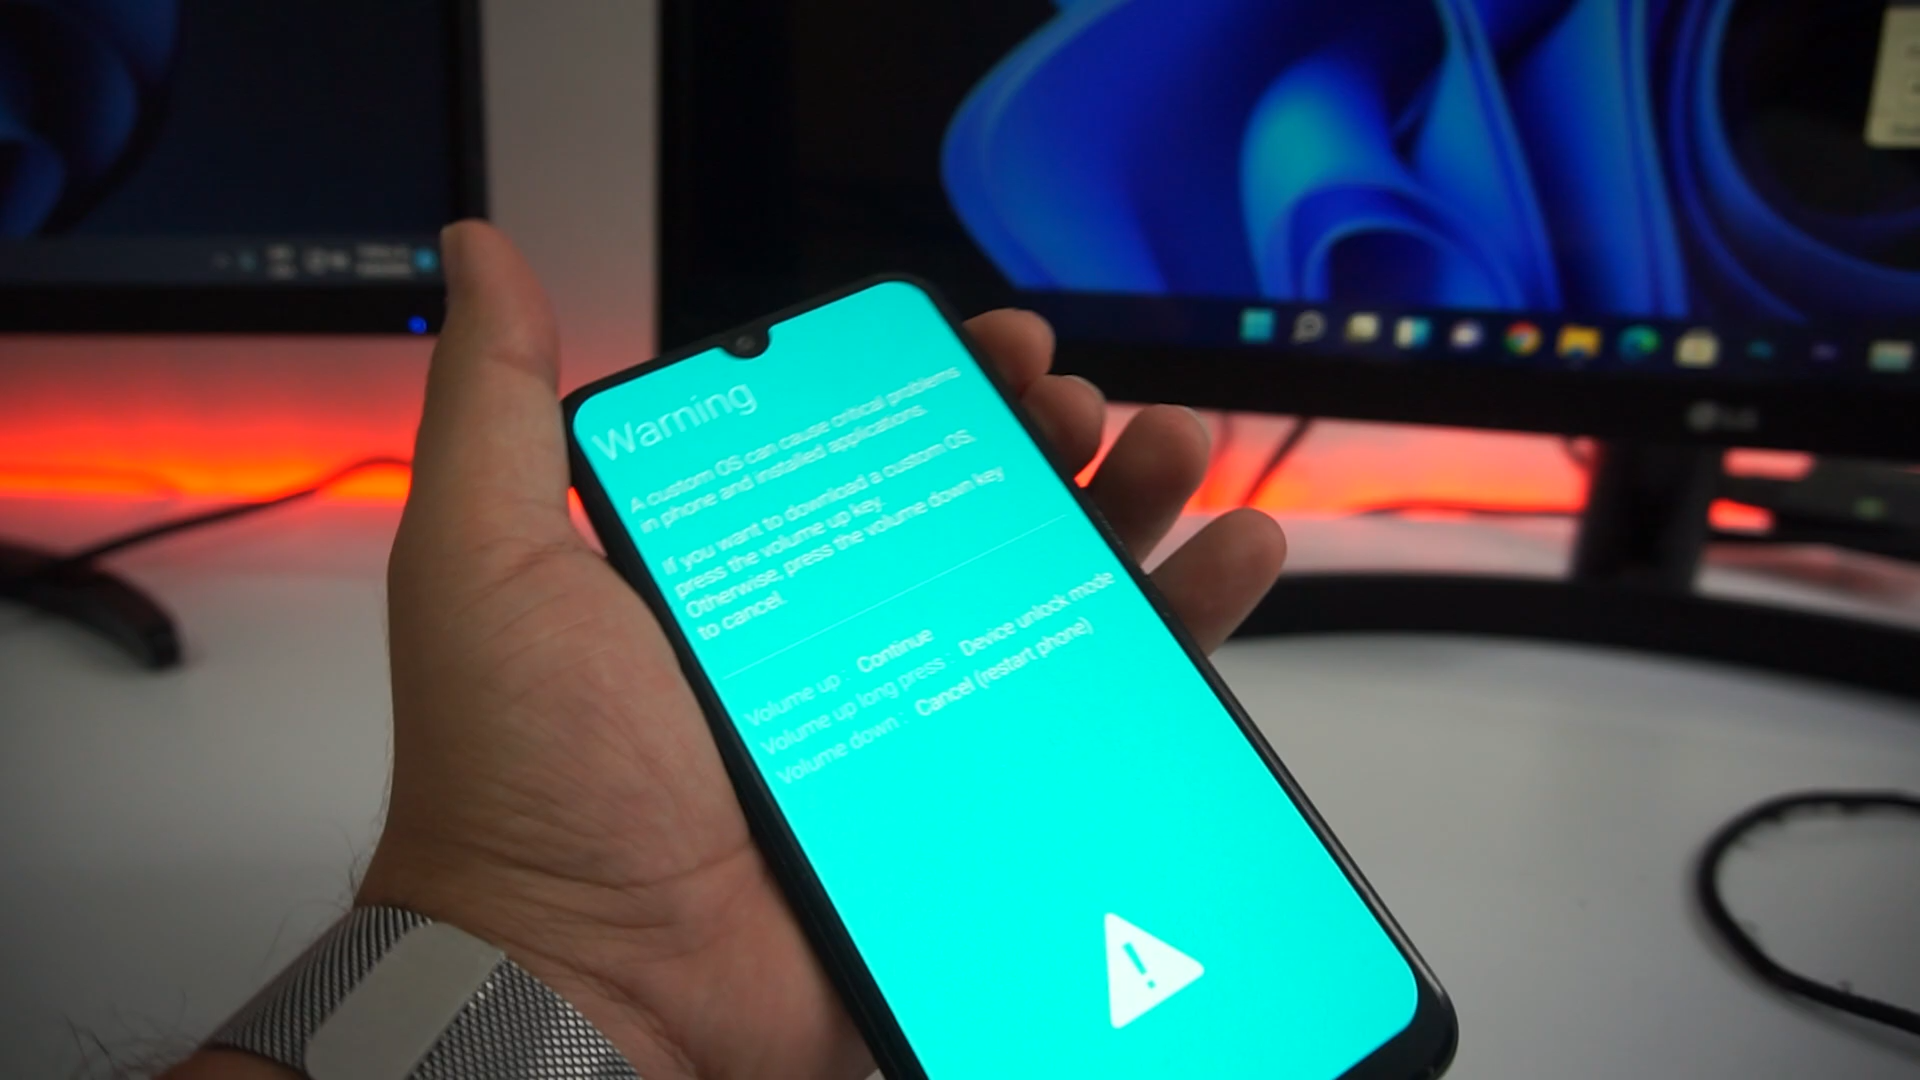 Warning
A custom OS can cause critical problems
in phone and installed applications.
If you want to download a custom OS,
press the volume up key.
Otherwise, press the volume down key
to cancel.
Volume up : Continue
Volume up long press : Device unlock mode
Volume down : Cancel (restart phone)
LG